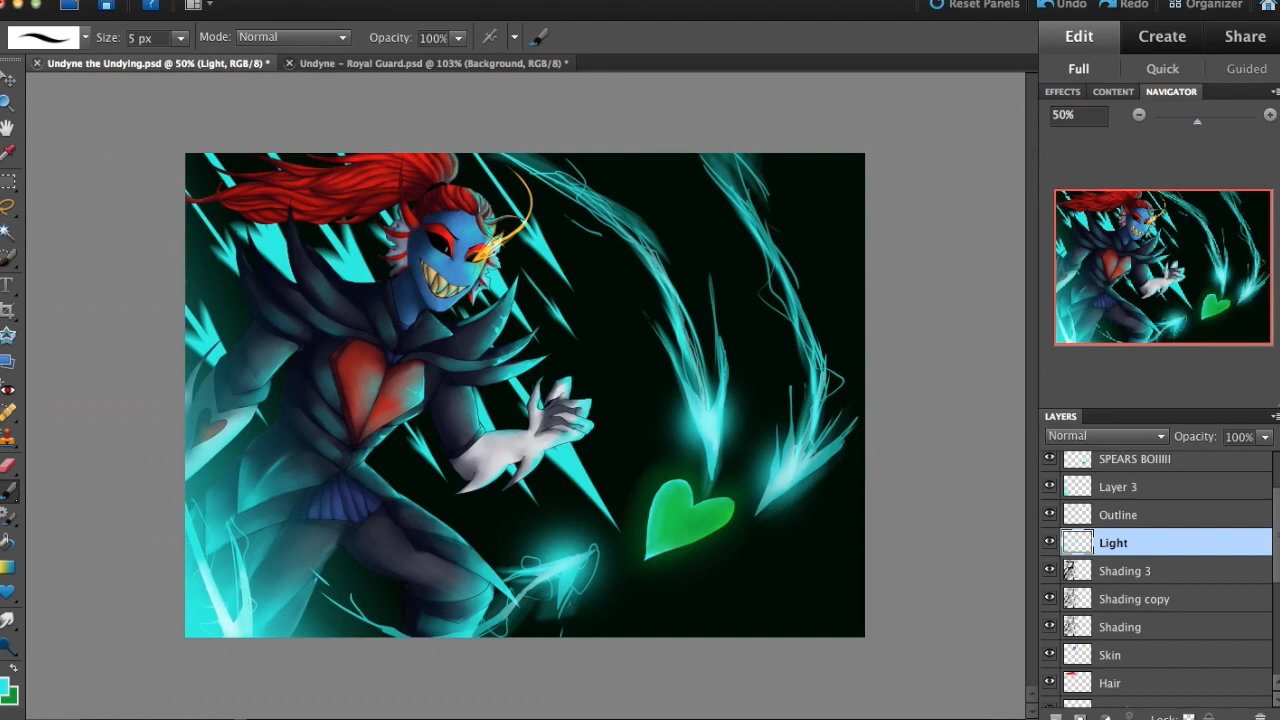 Reset Panels Undo Redo Organizer
Size: 5 px Mode: Normal Opacity: 100%
Edit Create Share
Undyne the Undying.psd @ 50% (Light, RGB/8) * Undyne – Royal Guard.psd @ 103% (Background, RGB/8) *
Full Quick Guided
EFFECTS CONTENT NAVIGATOR
50%
LAYERS
Normal Opacity: 100%
SPEARS BOIIIII
Layer 3
Outline
Light
Shading 3
Shading copy
Shading
Skin
Hair
Lock: